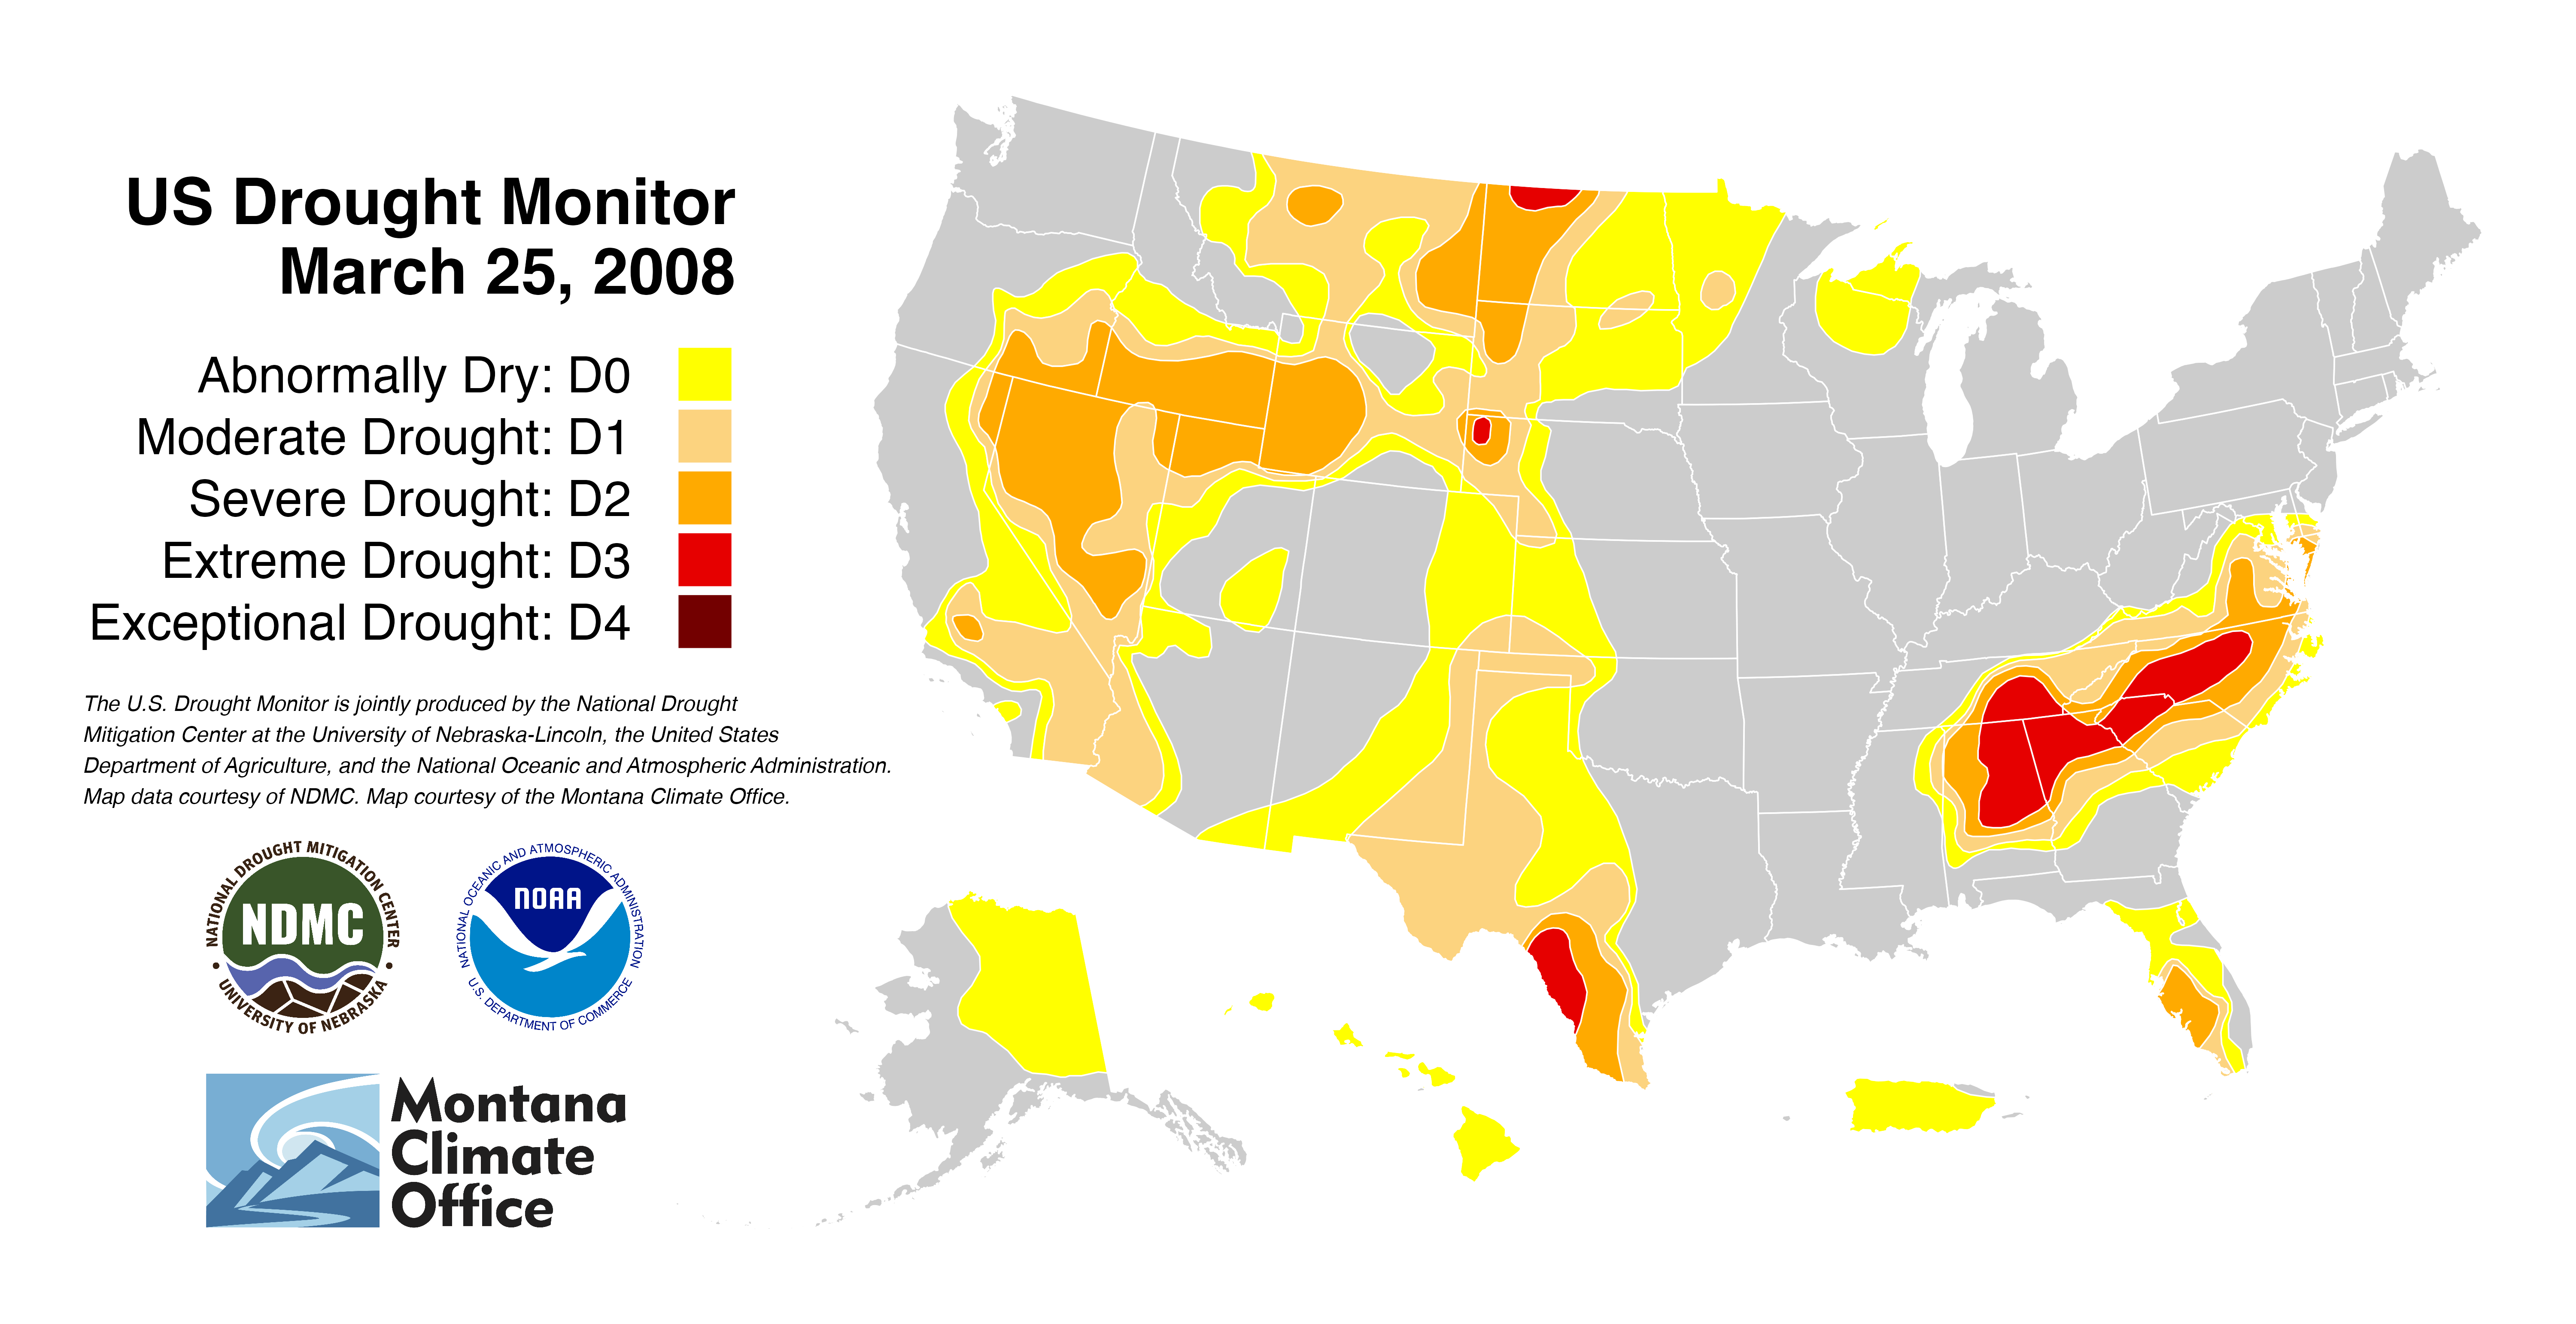 US Drought Monitor
March 25, 2008
Abnormally Dry: D0
Moderate Drought: D1
Severe Drought: D2
Extreme Drought: D3
Exceptional Drought: D4
The U.S. Drought Monitor is jointly produced by the National Drought
Mitigation Center at the University of Nebraska-Lincoln, the United States
Department of Agriculture, and the National Oceanic and Atmospheric Administration.
Map data courtesy of NDMC. Map courtesy of the Montana Climate Office.
NATIONAL DROUGHT MITIGATION CENTER
NDMC
UNIVERSITY OF NEBRASKA
NATIONAL OCEANIC AND ATMOSPHERIC ADMINISTRATION
NOAA
U.S. DEPARTMENT OF COMMERCE
Montana
Climate
Office